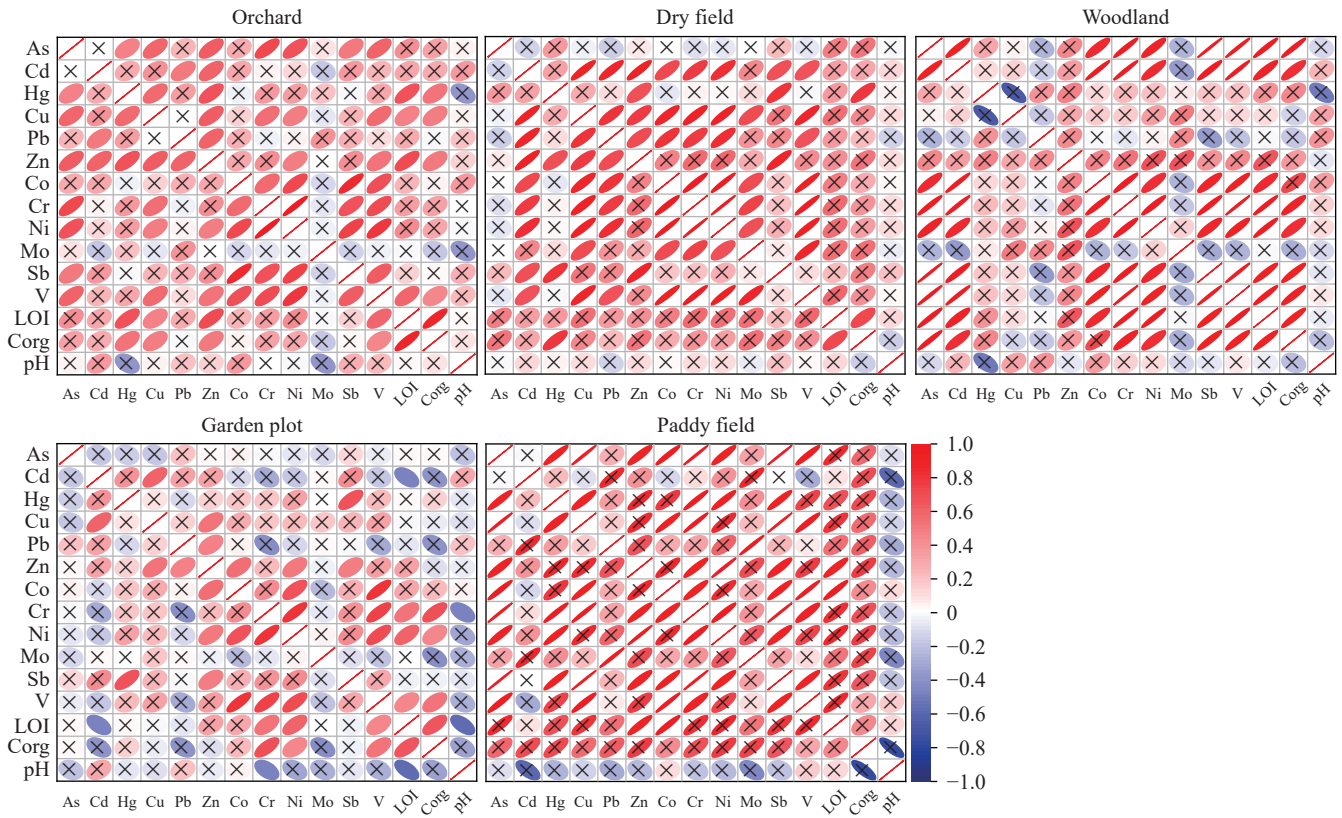 Orchard
Dry field
Woodland
As
Cd
Hg
Cu
Pb
Zn
Co
Cr
Ni
Mo
Sb
V
LOI
Corg
pH
As Cd Hg Cu Pb Zn Co Cr Ni Mo Sb V LOI Corg pH
As Cd Hg Cu Pb Zn Co Cr Ni Mo Sb V LOI Corg pH
As Cd Hg Cu Pb Zn Co Cr Ni Mo Sb V LOI Corg pH
Garden plot
Paddy field
As
Cd
Hg
Cu
Pb
Zn
Co
Cr
Ni
Mo
Sb
V
LOI
Corg
pH
As Cd Hg Cu Pb Zn Co Cr Ni Mo Sb V LOI Corg pH
As Cd Hg Cu Pb Zn Co Cr Ni Mo Sb V LOI Corg pH
1.0
0.8
0.6
0.4
0.2
0
−0.2
−0.4
−0.6
−0.8
−1.0